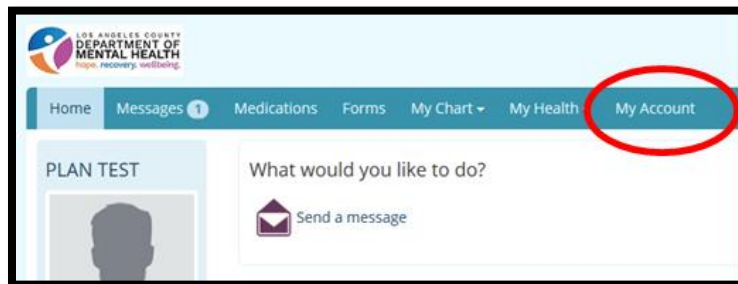 LOS ANGELES COUNTY
DEPARTMENT OF
MENTAL HEALTH
hope. recovery. wellbeing.
Home Messages 1 Medications Forms My Chart My Health My Account
PLAN TEST
What would you like to do?
Send a message